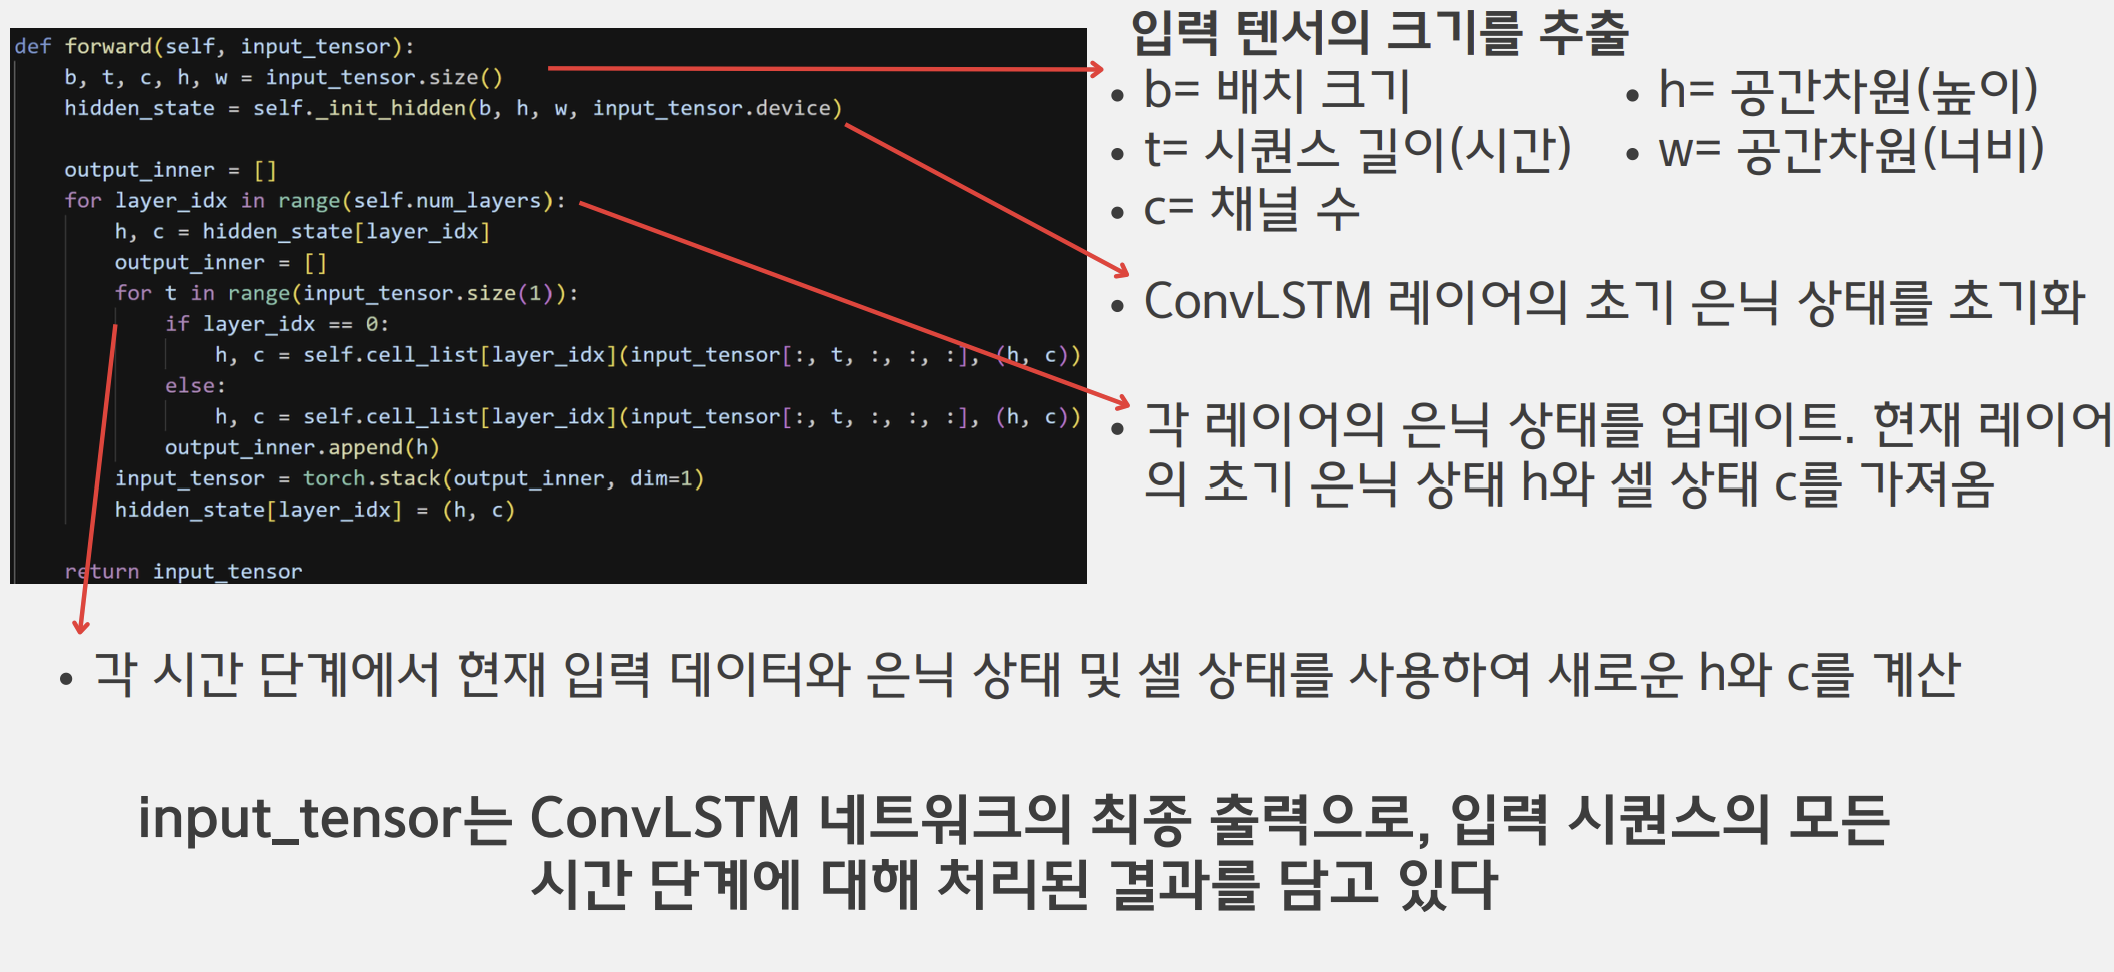 def forward(self, input_tensor):
    b, t, c, h, w = input_tensor.size()
    hidden_state = self._init_hidden(b, h, w, input_tensor.device)
    output_inner = []
    for layer_idx in range(self.num_layers):
        h, c = hidden_state[layer_idx]
        output_inner = []
        for t in range(input_tensor.size(1)):
            if layer_idx == 0:
                h, c = self.cell_list[layer_idx](input_tensor[:, t, :, :, :], (h, c))
            else:
                h, c = self.cell_list[layer_idx](input_tensor[:, t, :, :, :], (h, c))
            output_inner.append(h)
        input_tensor = torch.stack(output_inner, dim=1)
        hidden_state[layer_idx] = (h, c)
    return input_tensor
입력 텐서의 크기를 추출
• b= 배치 크기
• t= 시퀀스 길이(시간)
• c= 채널 수
• h= 공간차원(높이)
• w= 공간차원(너비)
• ConvLSTM 레이어의 초기 은닉 상태를 초기화
• 각 레이어의 은닉 상태를 업데이트. 현재 레이어
의 초기 은닉 상태 h와 셀 상태 c를 가져옴
• 각 시간 단계에서 현재 입력 데이터와 은닉 상태 및 셀 상태를 사용하여 새로운 h와 c를 계산
input_tensor는 ConvLSTM 네트워크의 최종 출력으로, 입력 시퀀스의 모든
시간 단계에 대해 처리된 결과를 담고 있다